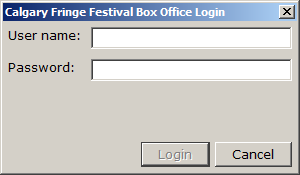 Calgary Fringe Festival Box Office Login
User name:
Password:
Login Cancel